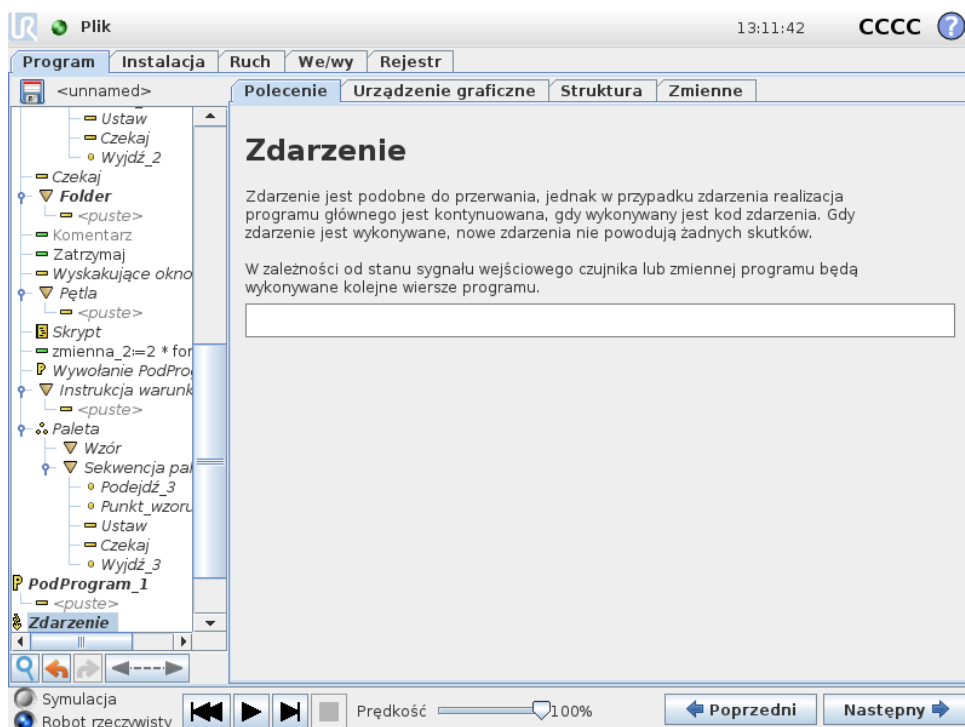 UR Plik 13:11:42 CCCC ?
Program Instalacja Ruch We/wy Rejestr
<unnamed>
Polecenie Urządzenie graficzne Struktura Zmienne
Ustaw
Czekaj
Wyjdź_2
Czekaj
Folder
<puste>
Komentarz
Zatrzymaj
Wyskakujące okno
Pętla
<puste>
Skrypt
zmienna_2:=2 * for
Wywołanie PodPro
Instrukcja warunk
<puste>
Paleta
Wzór
Sekwencja pal
Podejdź_3
Punkt_wzoru
Ustaw
Czekaj
Wyjdź_3
PodProgram_1
<puste>
Zdarzenie
Zdarzenie
Zdarzenie jest podobne do przerwania, jednak w przypadku zdarzenia realizacja
programu głównego jest kontynuowana, gdy wykonywany jest kod zdarzenia. Gdy
zdarzenie jest wykonywane, nowe zdarzenia nie powodują żadnych skutków.
W zależności od stanu sygnału wejściowego czujnika lub zmiennej programu będą
wykonywane kolejne wiersze programu.
Symulacja
Robot rzeczywisty
Prędkość 100%
Poprzedni Następny